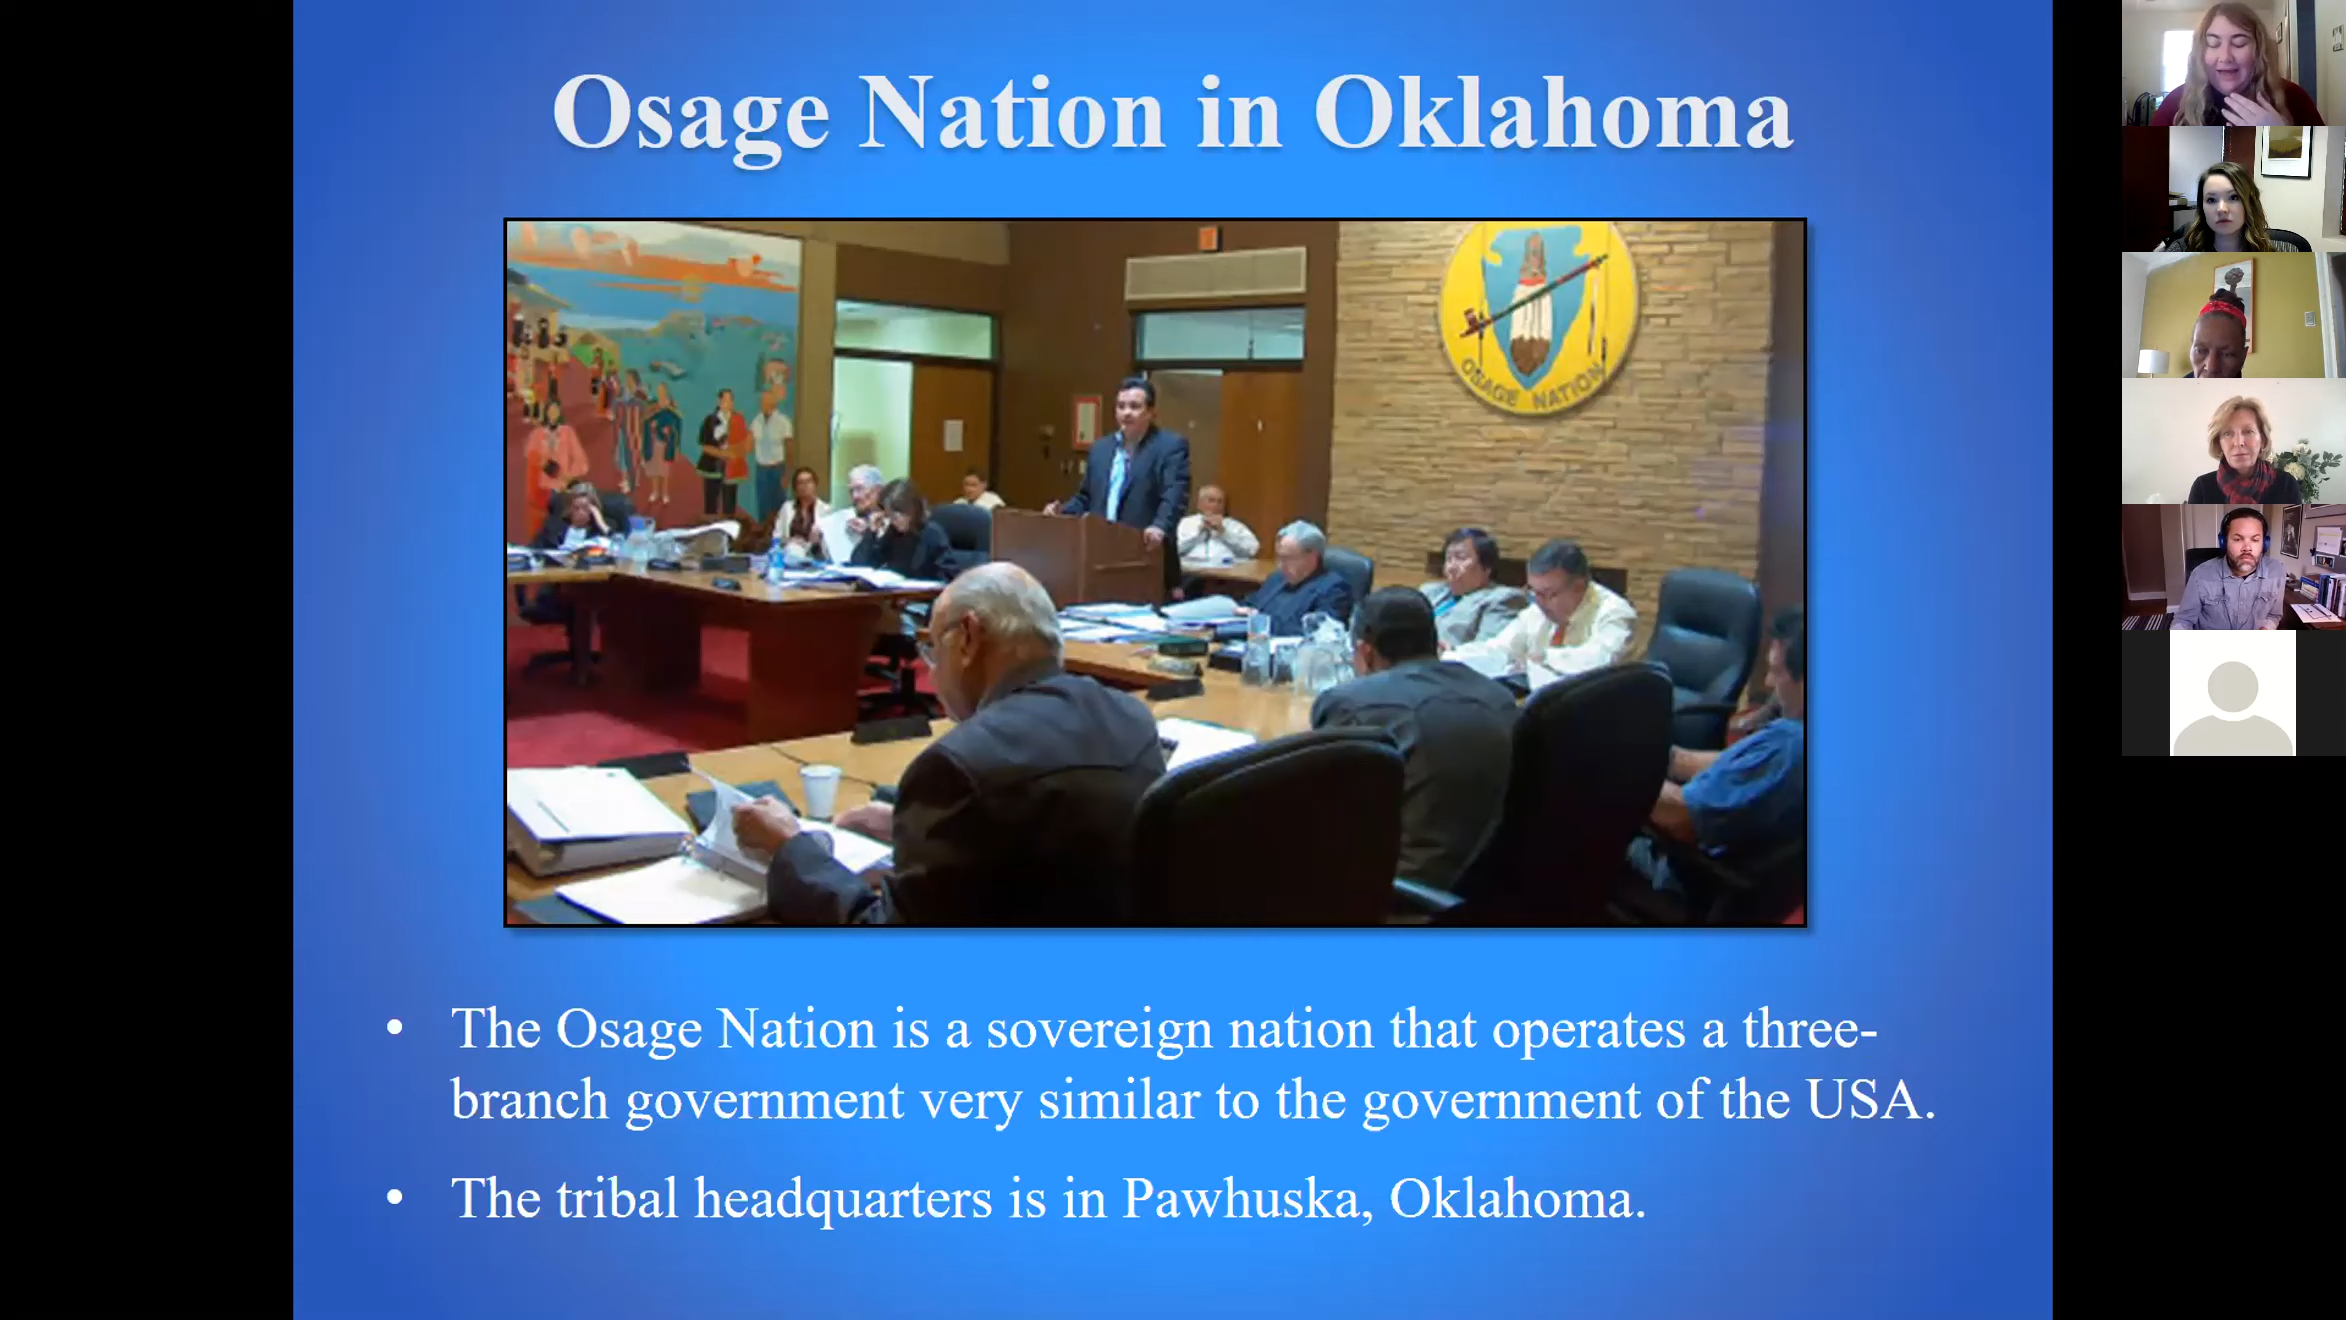 Osage Nation in Oklahoma
OSAGE NATION
• The Osage Nation is a sovereign nation that operates a three-
branch government very similar to the government of the USA.
• The tribal headquarters is in Pawhuska, Oklahoma.